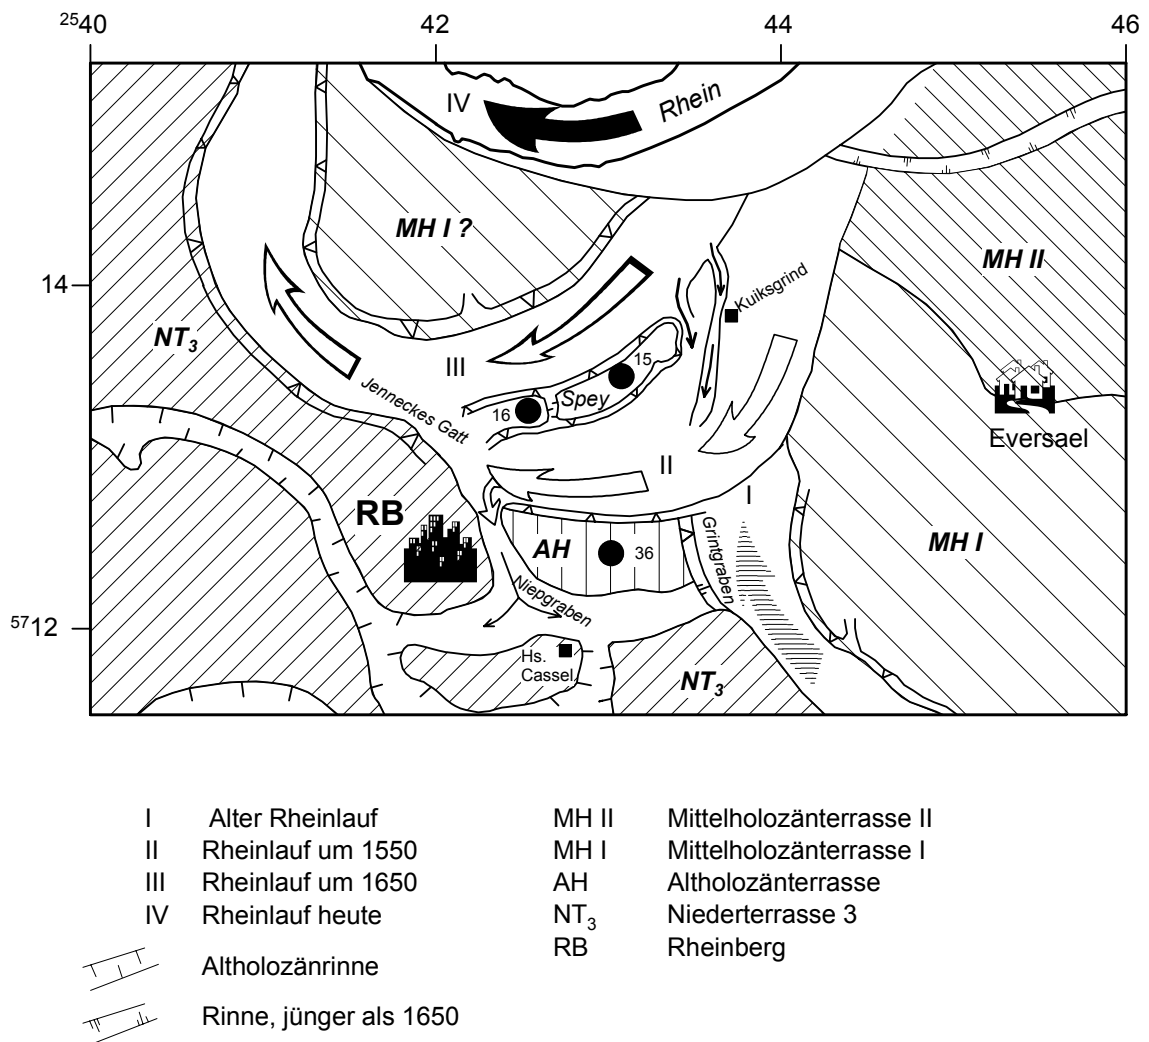 2540 42 44 46
IV Rhein
MH I ?
MH II
14
Kuiksgrind
NT3
III
15
Jenneckes Gatt
16
Spey
Eversael
II
I
RB
AH
36
Grintgraben
MH I
Niepgraben
5712
Hs.
Cassel
NT3
I Alter Rheinlauf
II Rheinlauf um 1550
III Rheinlauf um 1650
IV Rheinlauf heute
Altholozänrinne
Rinne, jünger als 1650
MH II Mittelholozänterrasse II
MH I Mittelholozänterrasse I
AH Altholozänterrasse
NT3 Niederterrasse 3
RB Rheinberg